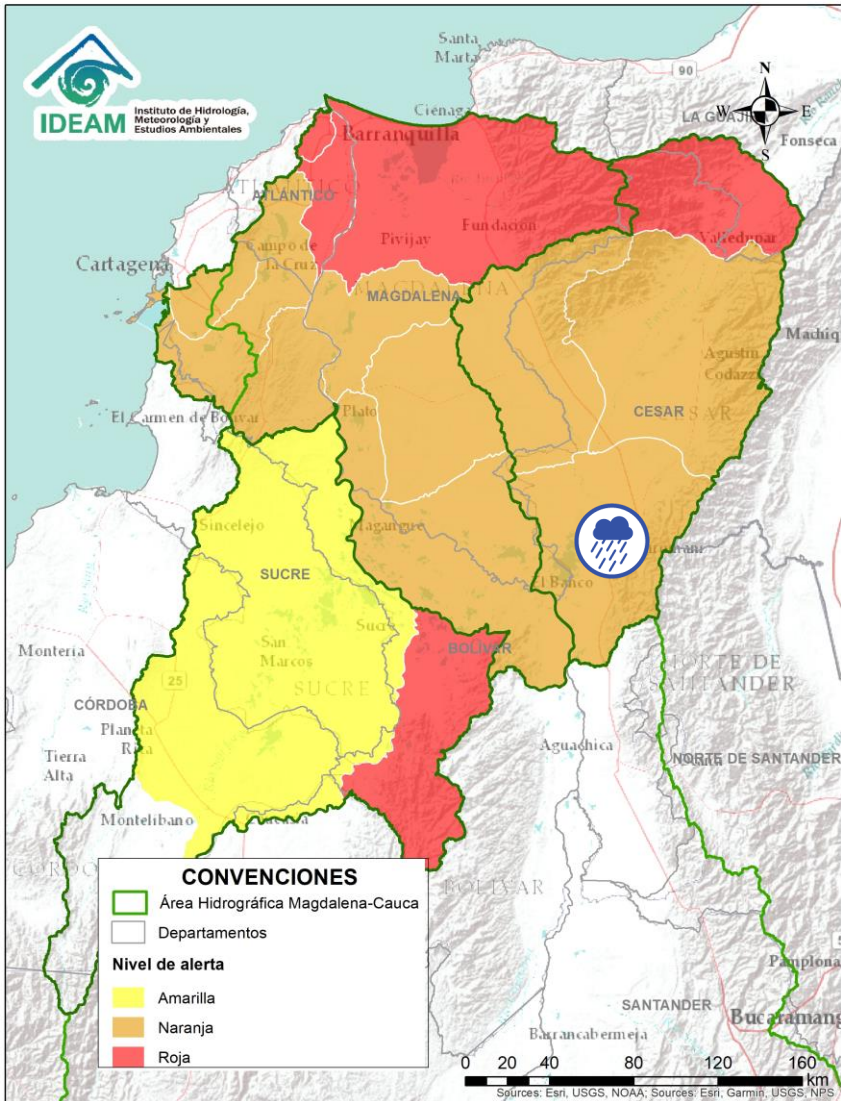 IDEAM
Instituto de Hidrología,
Meteorología y
Estudios Ambientales
Santa
Marta
90
N
W
E
S
Ciénaga
LA GUAJIRA
Fonseca
Barranquilla
ATLÁNTICO
Campo de
la Cruz
Pivijay
Fundación
Valledupar
Cartagena
MAGDALENA
Machiq
Agustín
Codazzi
El Carmen de Bolívar
Plato
CESAR
Sincelejo
Magangue
SUCRE
El Banco
Sucre
San
Marcos
SUCRE
BOLÍVAR
Montería
25
NORTE DE
SANTANDER
CÓRDOBA
Planeta
Rica
Aguachica
Tierra
Alta
NORTE DE SANTANDER
Montelibano
BOLÍVAR
CONVENCIONES
Área Hidrográfica Magdalena-Cauca
Departamentos
Nivel de alerta
Amarilla
Naranja
Roja
Pamplona
SANTANDER
Bucaramang
Barrancabermeja
0 20 40 80 120 160
km
Sources: Esri, USGS, NOAA; Sources: Esri, Garmin, USGS, NPS